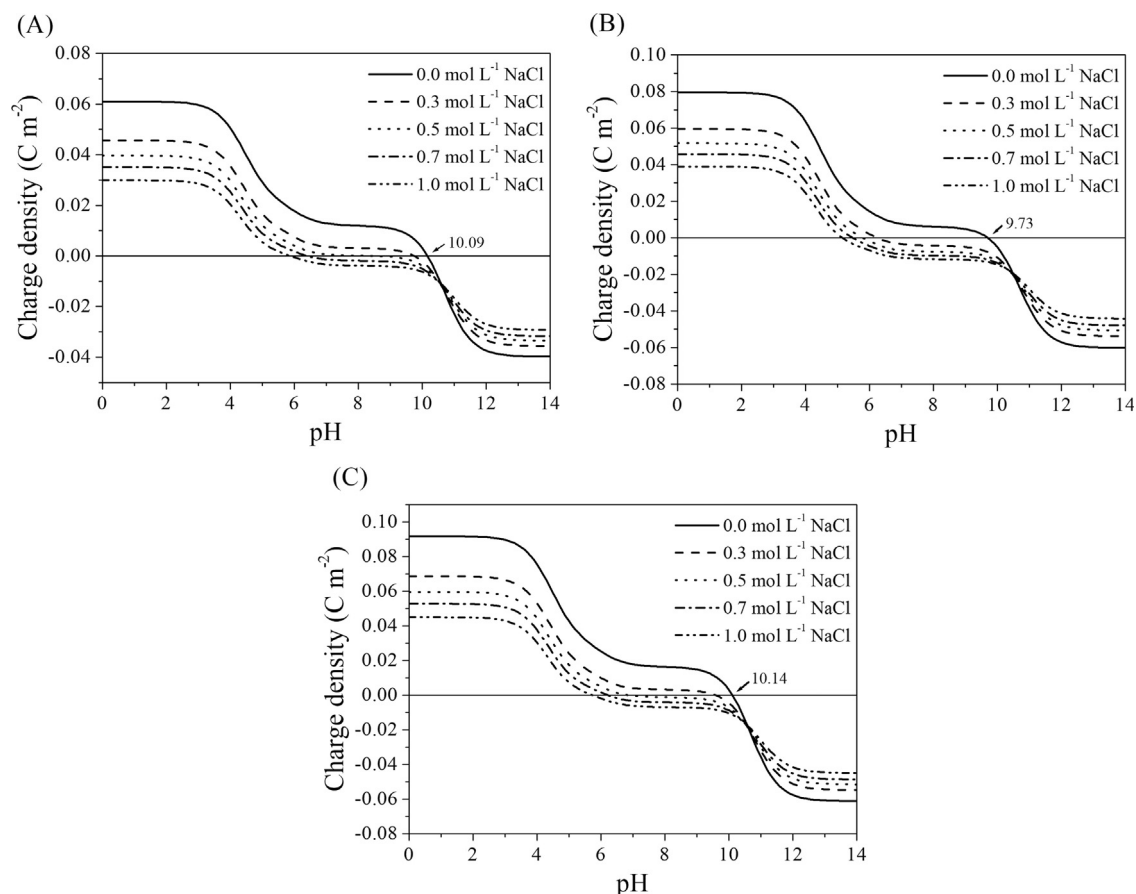 (A)
0.08
0.06
0.04
0.02
0.00
-0.02
-0.04
Charge density (C m⁻²)
0.0 mol L⁻¹ NaCl
0.3 mol L⁻¹ NaCl
0.5 mol L⁻¹ NaCl
0.7 mol L⁻¹ NaCl
1.0 mol L⁻¹ NaCl
10.09
0 2 4 6 8 10 12 14
pH
(B)
0.10
0.08
0.06
0.04
0.02
0.00
-0.02
-0.04
-0.06
-0.08
Charge density (C m⁻²)
0.0 mol L⁻¹ NaCl
0.3 mol L⁻¹ NaCl
0.5 mol L⁻¹ NaCl
0.7 mol L⁻¹ NaCl
1.0 mol L⁻¹ NaCl
9.73
0 2 4 6 8 10 12 14
pH
(C)
0.10
0.08
0.06
0.04
0.02
0.00
-0.02
-0.04
-0.06
-0.08
Charge density (C m⁻²)
0.0 mol L⁻¹ NaCl
0.3 mol L⁻¹ NaCl
0.5 mol L⁻¹ NaCl
0.7 mol L⁻¹ NaCl
1.0 mol L⁻¹ NaCl
10.14
0 2 4 6 8 10 12 14
pH